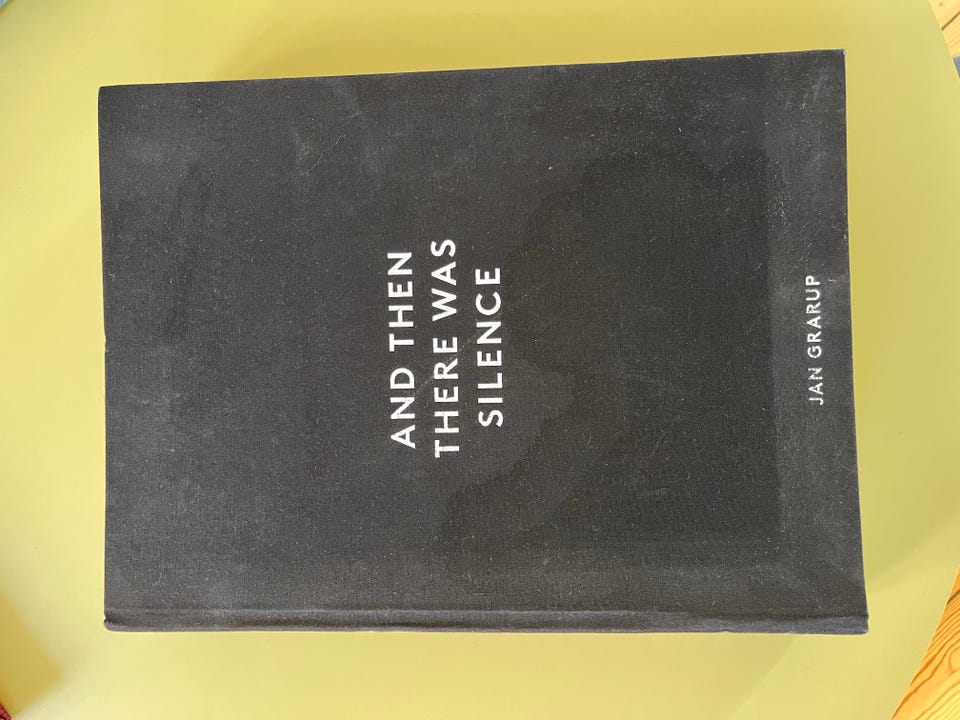 AND THEN
THERE WAS
SILENCE
JAN GRARUP